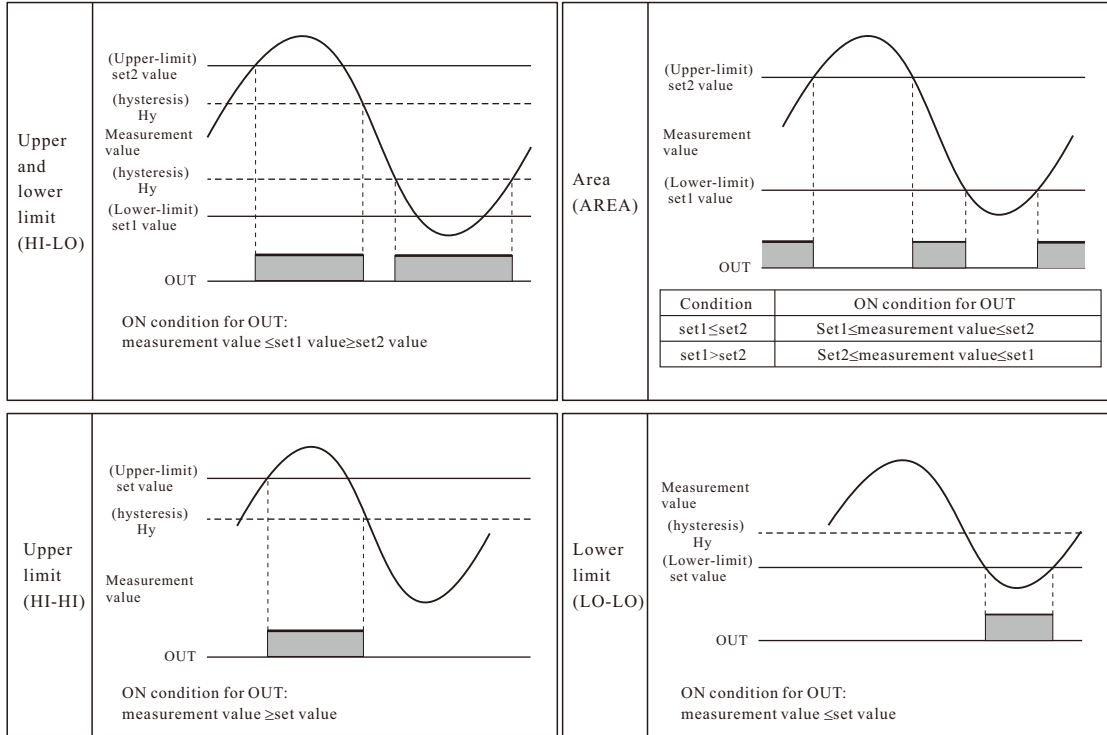 Upper
and
lower
limit
(HI-LO)
(Upper-limit)
set2 value
(hysteresis)
Hy
Measurement
value
(hysteresis)
Hy
(Lower-limit)
set1 value
OUT
ON condition for OUT:
measurement value ≤set1 value≥set2 value
Area
(AREA)
(Upper-limit)
set2 value
Measurement
value
(Lower-limit)
set1 value
OUT
Condition ON condition for OUT
set1≤set2 Set1≤measurement value≤set2
set1>set2 Set2≤measurement value≤set1
Upper
limit
(HI-HI)
(Upper-limit)
set value
(hysteresis)
Hy
Measurement
value
OUT
ON condition for OUT:
measurement value ≥set value
Lower
limit
(LO-LO)
Measurement
value
(hysteresis)
Hy
(Lower-limit)
set value
OUT
ON condition for OUT:
measurement value ≤set value